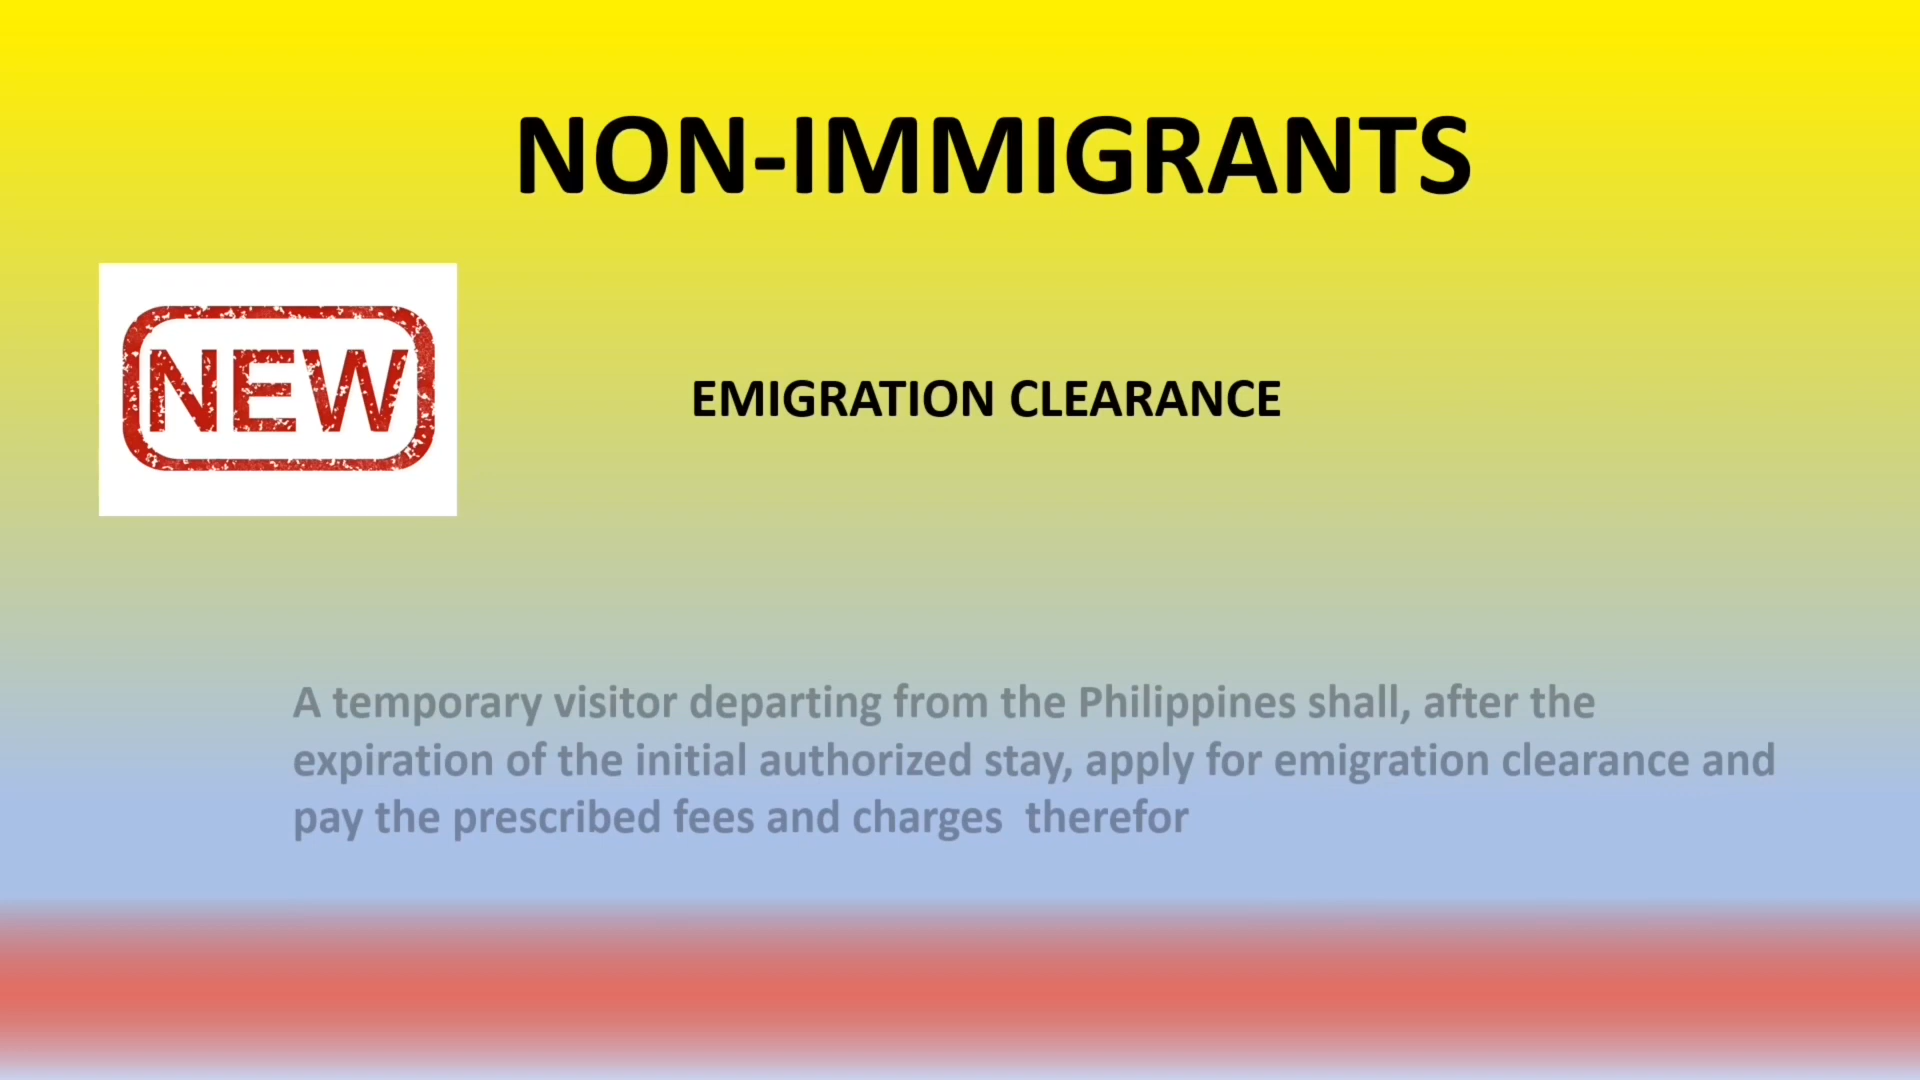 NON-IMMIGRANTS
NEW
EMIGRATION CLEARANCE
A temporary visitor departing from the Philippines shall, after the
expiration of the initial authorized stay, apply for emigration clearance and
pay the prescribed fees and charges  therefor